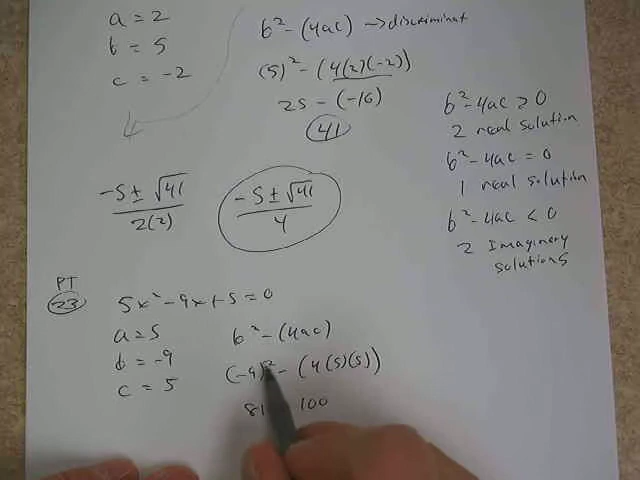 a = 2
b = 5
c = -2
b² - (4ac) → discriminant
(5)² - (4(2)(-2))
25 - (-16)
41
-5 ± √41
2(2)
-5 ± √41
4
b² - 4ac > 0
2 real solution
b² - 4ac = 0
1 real solution
b² - 4ac < 0
2 Imaginary
solutions
PT
23
5x² - 9x + 5 = 0
a = 5
b = -9
c = 5
b² - (4ac)
(-9)² - (4(5)(5))
81 100